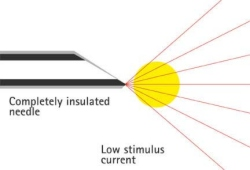 Completely insulated
needle
Low stimulus
current